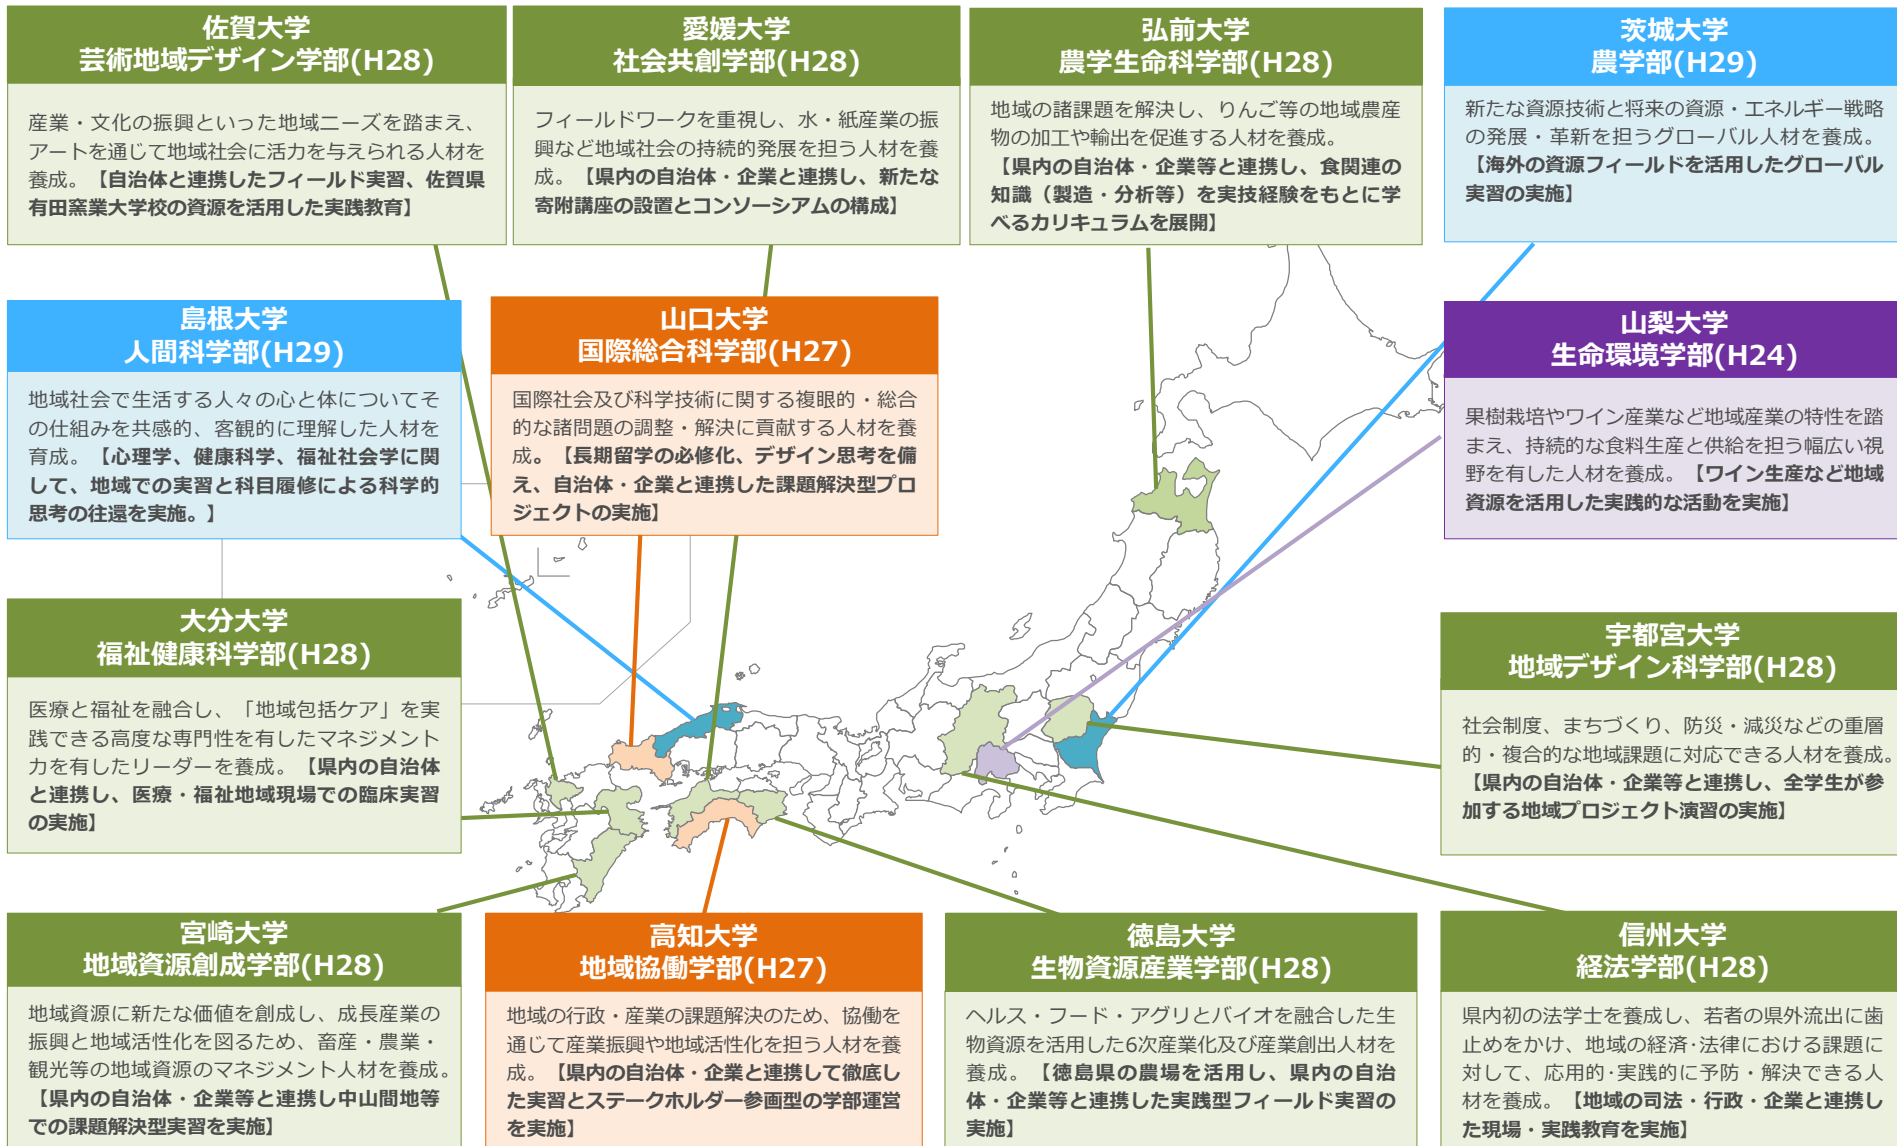 佐賀大学
芸術地域デザイン学部(H28)
産業・文化の振興といった地域ニーズを踏まえ、
アートを通じて地域社会に活力を与えられる人材を
養成。【自治体と連携したフィールド実習、佐賀県
有田窯業大学校の資源を活用した実践教育】
愛媛大学
社会共創学部(H28)
フィールドワークを重視し、水・紙産業の振
興など地域社会の持続的発展を担う人材を養
成。【県内の自治体・企業と連携し、新たな
寄附講座の設置とコンソーシアムの構成】
弘前大学
農学生命科学部(H28)
地域の諸課題を解決し、りんご等の地域農産
物の加工や輸出を促進する人材を養成。
【県内の自治体・企業等と連携し、食関連の
知識（製造・分析等）を実技経験をもとに学
べるカリキュラムを展開】
茨城大学
農学部(H29)
新たな資源技術と将来の資源・エネルギー戦略
の発展・革新を担うグローバル人材を養成。
【海外の資源フィールドを活用したグローバル
実習の実施】
島根大学
人間科学部(H29)
地域社会で生活する人々の心と体についてそ
の仕組みを共感的、客観的に理解した人材を
育成。【心理学、健康科学、福祉社会学に関
して、地域での実習と科目履修による科学的
思考の往還を実施。】
山口大学
国際総合科学部(H27)
国際社会及び科学技術に関する複眼的・総合
的な諸問題の調整・解決に貢献する人材を養
成。【長期留学の必修化、デザイン思考を備
え、自治体・企業と連携した課題解決型プロ
ジェクトの実施】
山梨大学
生命環境学部(H24)
果樹栽培やワイン産業など地域産業の特性を踏
まえ、持続的な食料生産と供給を担う幅広い視
野を有した人材を養成。【ワイン生産など地域
資源を活用した実践的な活動を実施】
大分大学
福祉健康科学部(H28)
医療と福祉を融合し、「地域包括ケア」を実
践できる高度な専門性を有したマネジメント
力を有したリーダーを養成。【県内の自治体
と連携し、医療・福祉地域現場での臨床実習
の実施】
宇都宮大学
地域デザイン科学部(H28)
社会制度、まちづくり、防災・減災などの重層
的・複合的な地域課題に対応できる人材を養成。
【県内の自治体・企業等と連携し、全学生が参
加する地域プロジェクト演習の実施】
宮崎大学
地域資源創成学部(H28)
地域資源に新たな価値を創成し、成長産業の
振興と地域活性化を図るため、畜産・農業・
観光等の地域資源のマネジメント人材を養成。
【県内の自治体・企業等と連携し中山間地等
での課題解決型実習を実施】
高知大学
地域協働学部(H27)
地域の行政・産業の課題解決のため、協働を
通じて産業振興や地域活性化を担う人材を養
成。【県内の自治体・企業と連携して徹底し
た実習とステークホルダー参画型の学部運営
を実施】
徳島大学
生物資源産業学部(H28)
ヘルス・フード・アグリとバイオを融合した生
物資源を活用した6次産業化及び産業創出人材を
養成。【徳島県の農場を活用し、県内の自治
体・企業等と連携した実践型フィールド実習の
実施】
信州大学
経法学部(H28)
県内初の法学士を養成し、若者の県外流出に歯
止めをかけ、地域の経済・法律における課題に
対して、応用的・実践的に予防・解決できる人
材を養成。【地域の司法・行政・企業と連携し
た現場・実践教育を実施】